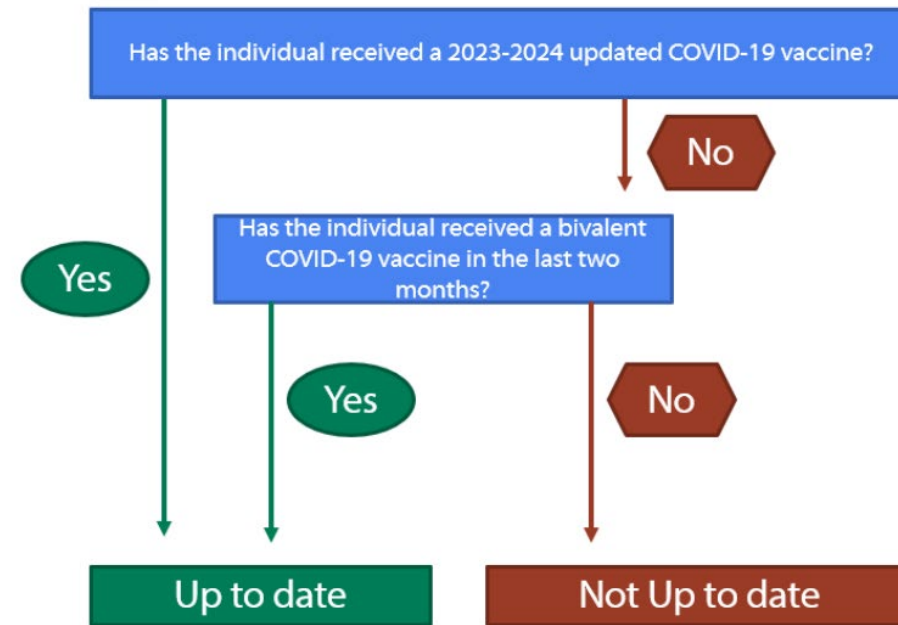 Has the individual received a 2023-2024 updated COVID-19 vaccine?
No
Has the individual received a bivalent
COVID-19 vaccine in the last two
months?
Yes
Yes
No
Up to date
Not Up to date